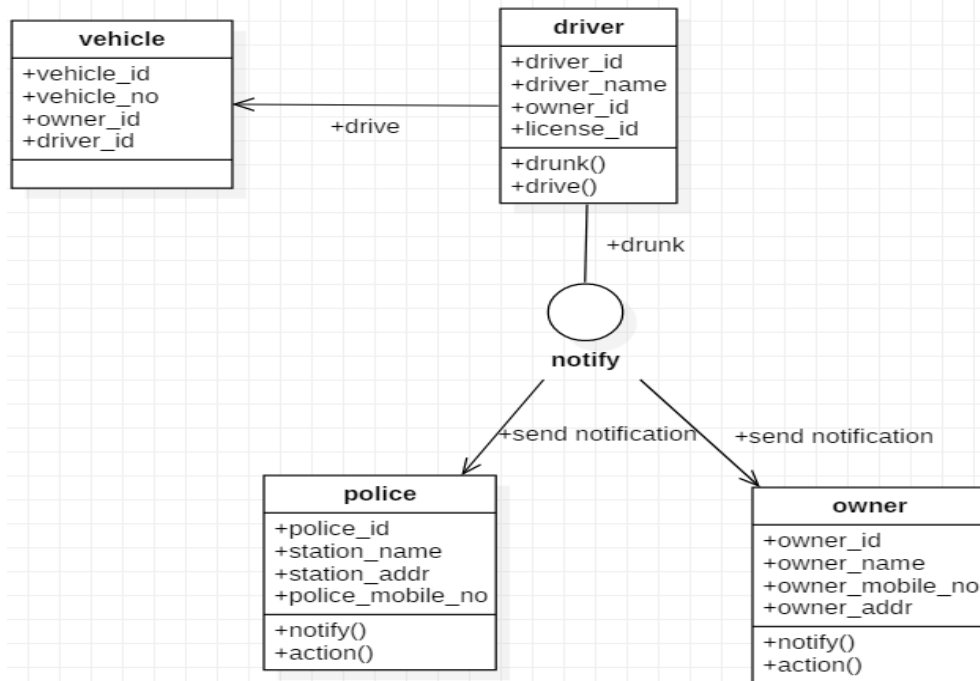 vehicle
+vehicle_id
+vehicle_no
+owner_id
+driver_id
driver
+driver_id
+driver_name
+owner_id
+license_id
+drunk()
+drive()
+drive
+drunk
notify
+send notification
+send notification
police
+police_id
+station_name
+station_addr
+police_mobile_no
+notify()
+action()
owner
+owner_id
+owner_name
+owner_mobile_no
+owner_addr
+notify()
+action()